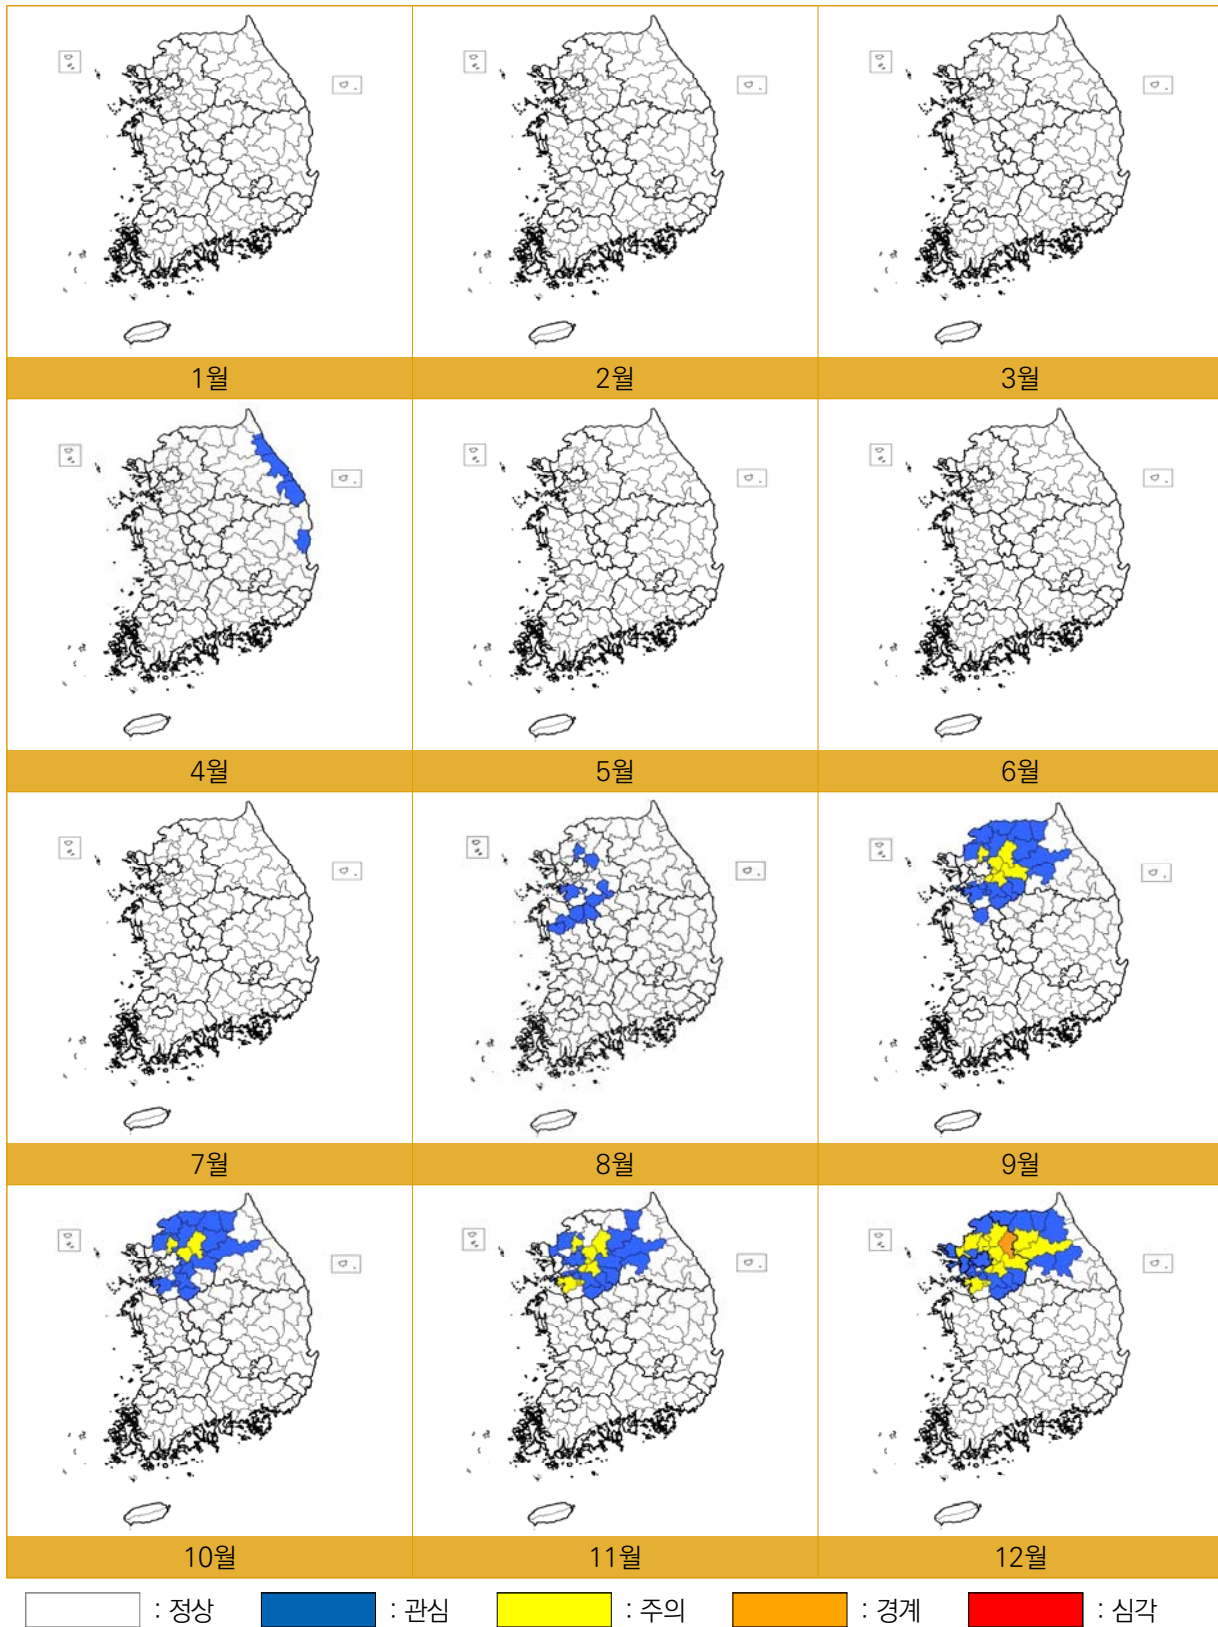 1월 2월 3월
4월 5월 6월
7월 8월 9월
10월 11월 12월
: 정상 : 관심 : 주의 : 경계 : 심각